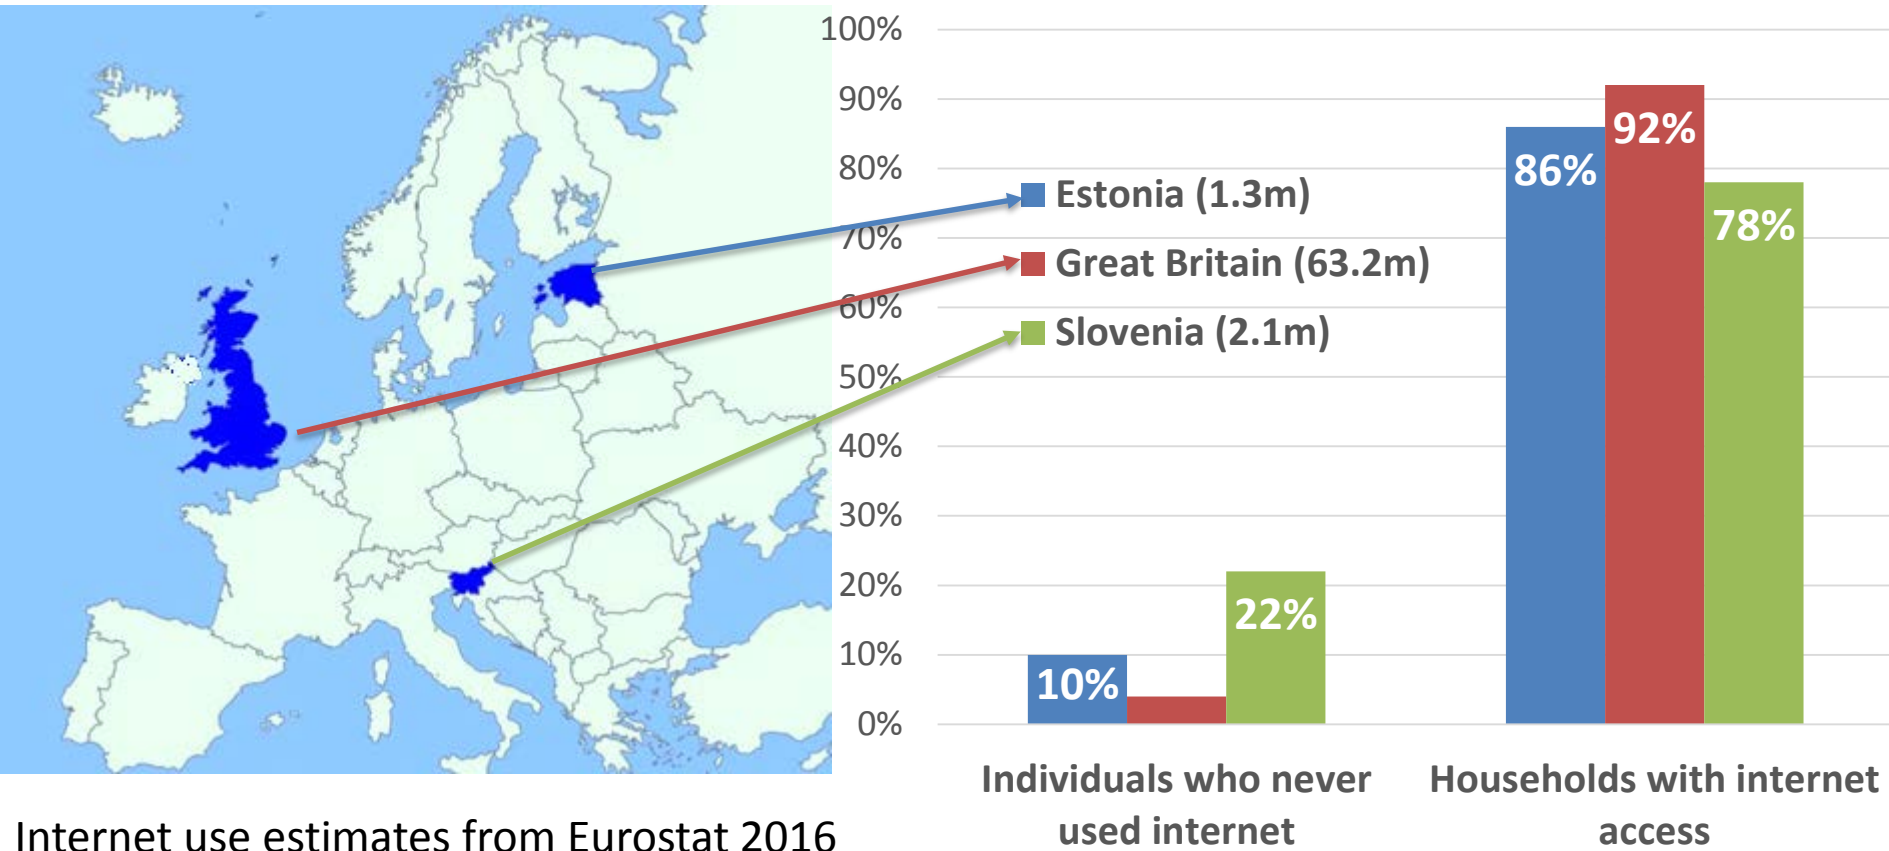 100%
90%
80%
70%
60%
50%
40%
30%
20%
10%
0%
Estonia (1.3m)
Great Britain (63.2m)
Slovenia (2.1m)
10%
22%
86%
92%
78%
Individuals who never
used internet
Households with internet
access
Internet use estimates from Eurostat 2016